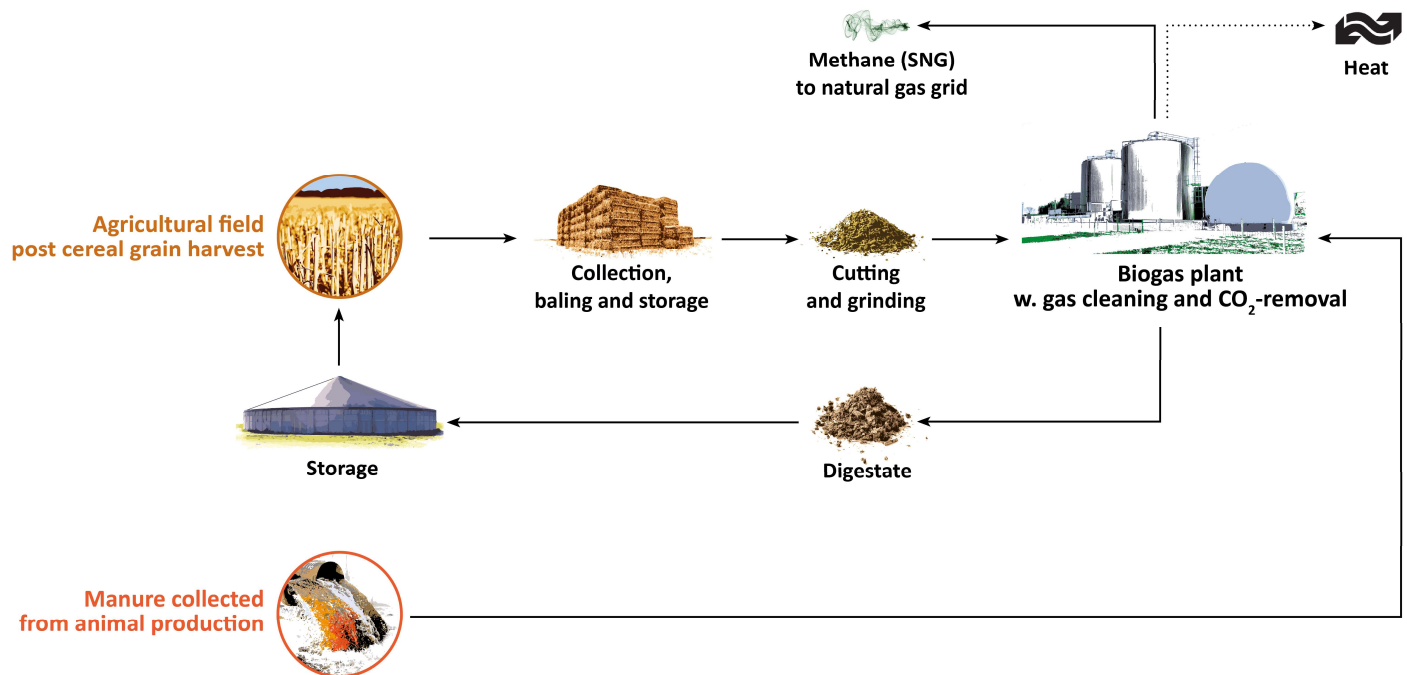 Methane (SNG)
to natural gas grid
Heat
Agricultural field
post cereal grain harvest
Collection,
baling and storage
Cutting
and grinding
Biogas plant
w. gas cleaning and CO₂-removal
Storage
Digestate
Manure collected
from animal production